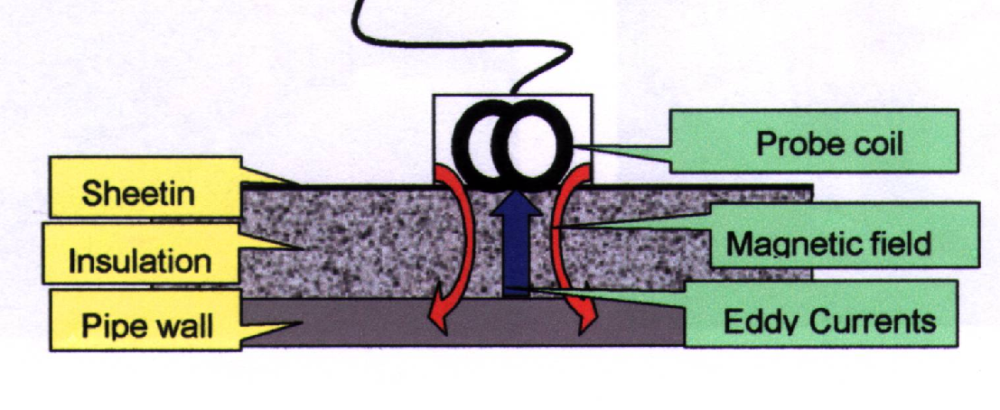 Probe coil
Sheetin
Magnetic field
Insulation
Eddy Currents
Pipe wall